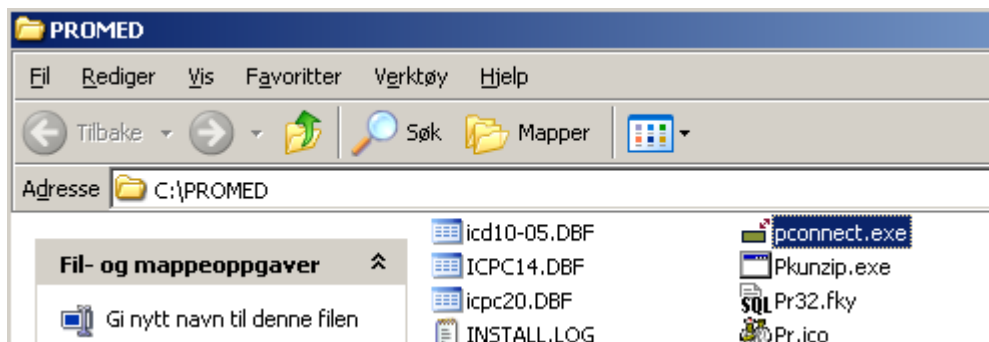 PROMED
Fil Rediger Vis Favoritter Verktøy Hjelp
Tilbake Søk Mapper
Adresse C:\PROMED
Fil- og mappeoppgaver
Gi nytt navn til denne filen
icd10-05.DBF
ICPC14.DBF
icpc20.DBF
INSTALL.LOG
pconnect.exe
Pkunzip.exe
SQL Pr32.fky
Pr.ico